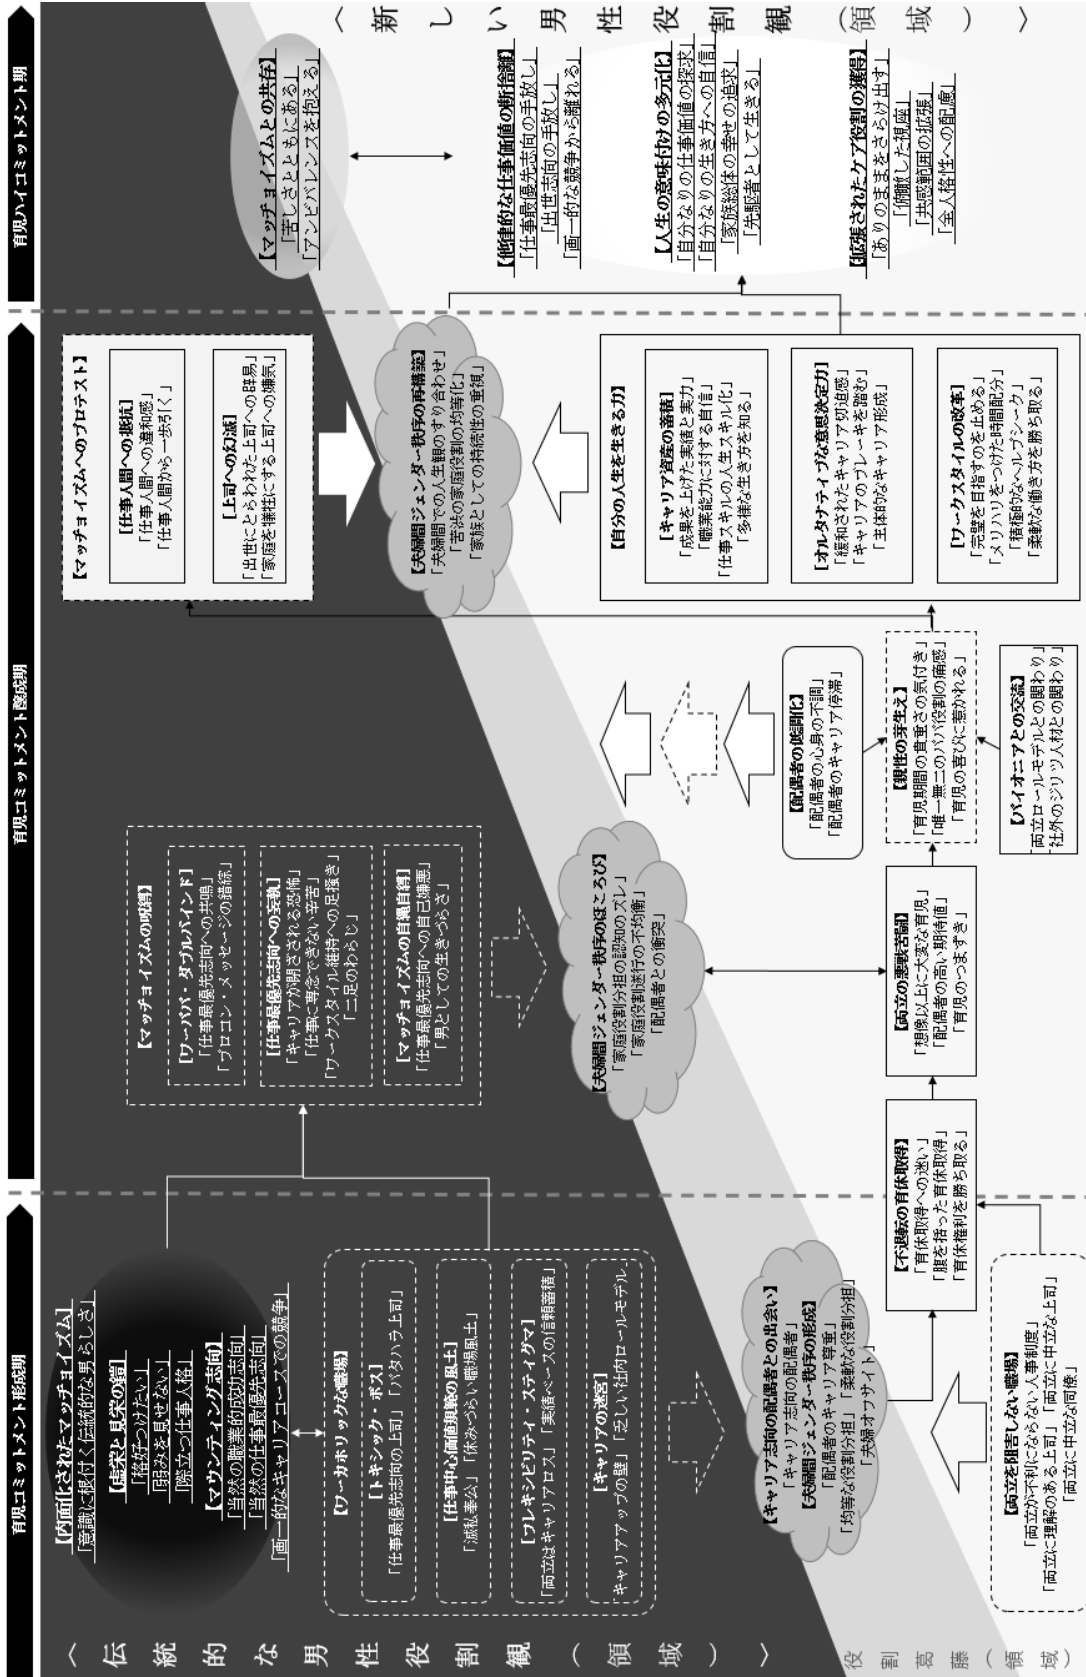 育児コミットメント形成期
育児コミットメント醸成期
育児ハイコミットメント期
〈伝統的な男性役割観（領域）〉
【内面化されたマッチョイズム】
「意識に根付く伝統的な男らしさ」
【虚栄と見栄の鎧】
「格好つけたい」
「弱みを見せない」
「際立つ仕事人格」
【マウンティング志向】
「当然の職業的成功志向」
「当然の仕事最優先志向」
「画一的なキャリアコースでの競争」
【ワーカホリックな職場】
［トキシック・ボス］
「仕事最優先志向の上司」「パタハラ上司」
［仕事中心価値規範の風土］
「滅私奉公」「休みづらい職場風土」
［フレキシビリティ・スティグマ］
「両立はキャリアロス」「実績ベースの信頼蓄積」
［キャリアの迷宮］
「キャリアアップの壁」「乏しい社内ロールモデル」
【キャリア志向の配偶者との出会い】
「キャリア志向の配偶者」
【夫婦間ジェンダー秩序の形成】
「配偶者のキャリア尊重」
「均等な役割分担」「柔軟な役割分担」
「夫婦オフサイト」
【両立を阻害しない職場】
「両立が不利にならない人事制度」
「両立に理解のある上司」「両立に中立な上司」
「両立に中立な同僚」
役割葛藤（領域）
【マッチョイズムの呪縛】
［ワーパパ・ダブルバインド］
「仕事最優先志向への共鳴」
「プロコン・メッセージの錯綜」
［仕事最優先志向への妄執］
「キャリアが閉ざされる恐怖」
「仕事に専念できない辛苦」
「ワークスタイル維持への足掻き」
「二足のわらじ」
［マッチョイズムの自縄自縛］
「仕事最優先志向への自己嫌悪」
「男としての生きづらさ」
【夫婦間ジェンダー秩序のほころび】
「家庭役割分担の認知のズレ」
「家庭役割遂行の不均衡」
「配偶者との衝突」
【不退転の育休取得】
「育休取得への迷い」
「腹を括った育休取得」
「育休権利を勝ち取る」
【両立の悪戦苦闘】
「想像以上に大変な育児」
「配偶者の高い期待値」
「育児のつまずき」
【配偶者の低調化】
「配偶者の心身の不調」
「配偶者のキャリア停滞」
【親性の芽生え】
「育児期間の貴重さの気付き」
「唯一無二のパパ役割の痛感」
「育児の喜びに惹かれる」
【パイオニアとの交流】
「両立ロールモデルとの関わり」
「社外のジリツ人材との関わり」
【マッチョイズムへのプロテスト】
［仕事人間への抵抗］
「仕事人間への違和感」
「仕事人間から一歩引く」
［上司への幻滅］
「出世にとらわれた上司への辟易」
「家庭を犠牲にする上司への嫌気」
【夫婦間ジェンダー秩序の再構築】
「夫婦間での人生観のすり合わせ」
「苦渋の家庭役割の均等化」
「家族としての持続性の重視」
【自分の人生を生きる力】
［キャリア資産の蓄積］
「成果を上げた実績と実力」
「職業能力に対する自信」
「仕事スキルの人生スキル化」
「多様な生き方を知る」
［オルタナティブな意思決定力］
「緩和されたキャリア切迫感」
「キャリアのブレーキを踏む」
「主体的なキャリア形成」
［ワークスタイルの改革］
「完璧を目指すのを止める」
「メリハリをつけた時間配分」
「積極的なヘルプシーク」
「柔軟な働き方を勝ち取る」
【マッチョイズムとの共存】
「苦しさとともにある」
「アンビバレンスを抱える」
【他律的な仕事価値の断捨離】
「仕事最優先志向の手放し」
「出世志向の手放し」
「画一的な競争から離れる」
【人生の意味付けの多元化】
「自分なりの仕事価値の探求」
「自分なりの生き方への自信」
「家族総体の幸せの追求」
「先駆者として生きる」
【拡張されたケア役割の獲得】
「ありのままをさらけ出す」
「俯瞰した視座」
「共感範囲の拡張」
「全人格性への配慮」
〈新しい男性役割観（領域）〉